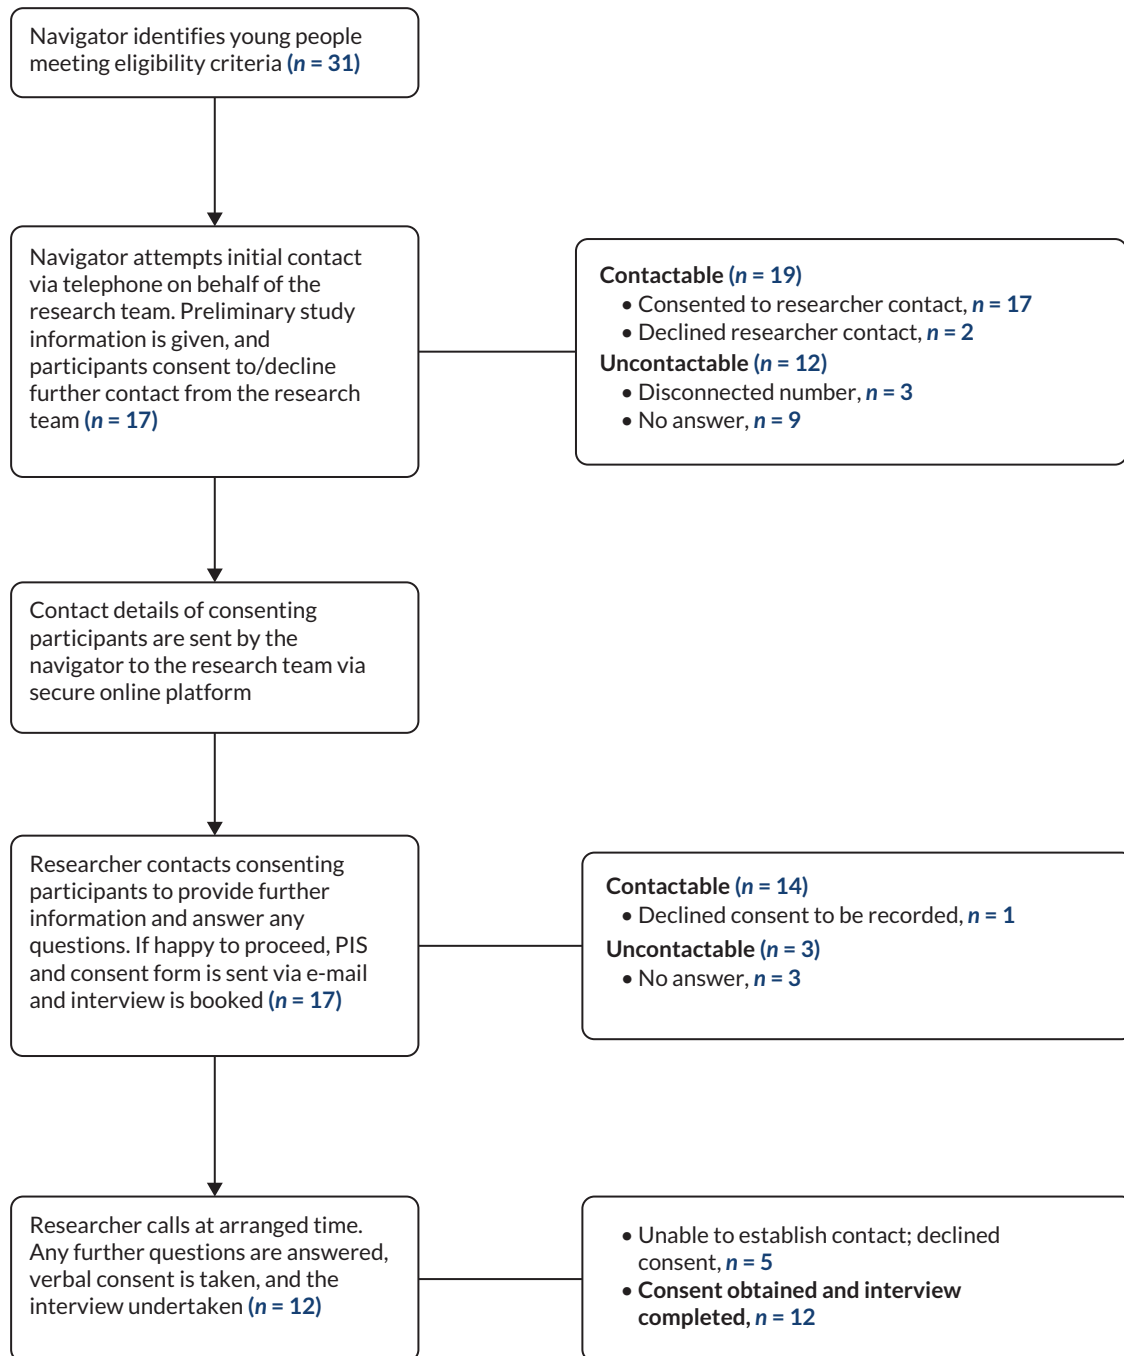 Navigator identifies young people
meeting eligibility criteria (n = 31)
Navigator attempts initial contact
via telephone on behalf of the
research team. Preliminary study
information is given, and
participants consent to/decline
further contact from the research
team (n = 17)
Contactable (n = 19)
• Consented to researcher contact, n = 17
• Declined researcher contact, n = 2
Uncontactable (n = 12)
• Disconnected number, n = 3
• No answer, n = 9
Contact details of consenting
participants are sent by the
navigator to the research team via
secure online platform
Researcher contacts consenting
participants to provide further
information and answer any
questions. If happy to proceed, PIS
and consent form is sent via e-mail
and interview is booked (n = 17)
Contactable (n = 14)
• Declined consent to be recorded, n = 1
Uncontactable (n = 3)
• No answer, n = 3
Researcher calls at arranged time.
Any further questions are answered,
verbal consent is taken, and the
interview undertaken (n = 12)
• Unable to establish contact; declined
consent, n = 5
• Consent obtained and interview
completed, n = 12